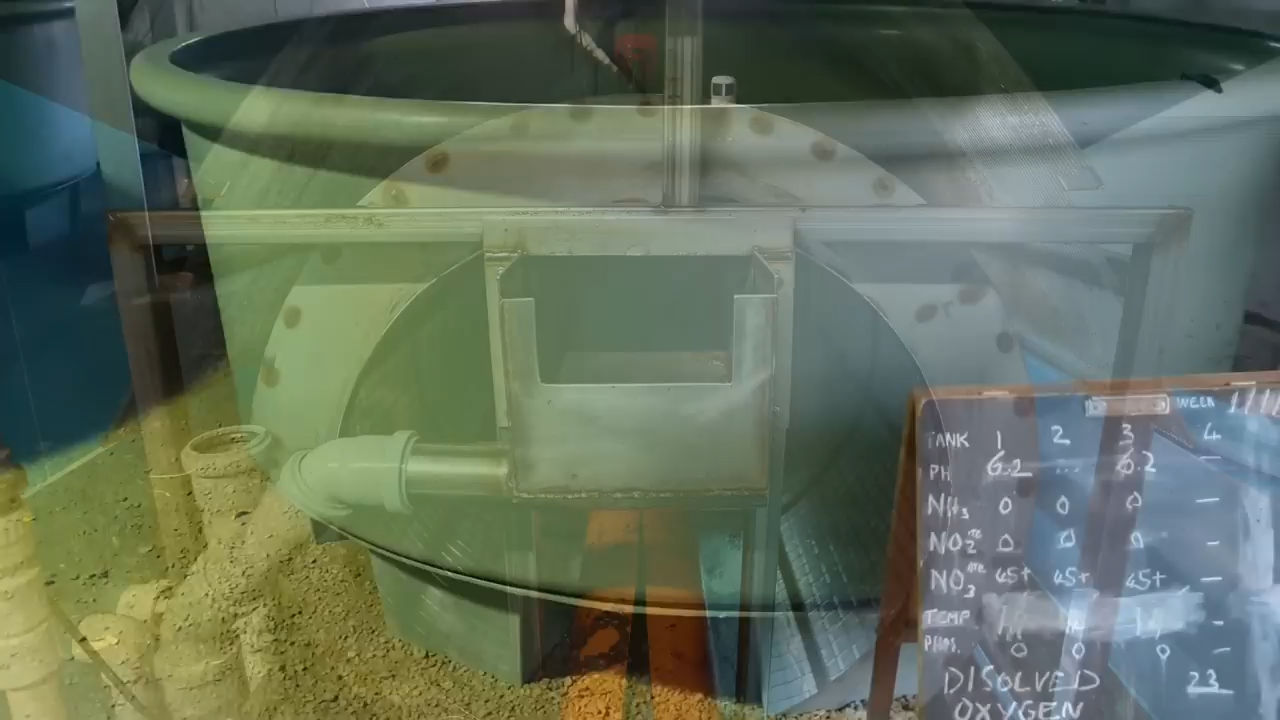 WEEK
TANK 1 2 3 4
PH 6.2 ... 6.2 –
NH3 0 0 0 –
NO2 0 0 0 –
NO3 45+ 45+ 45+ –
TEMP 14 –
PHOS. 0 0 0 –
DISOLVED 23
OXYGEN